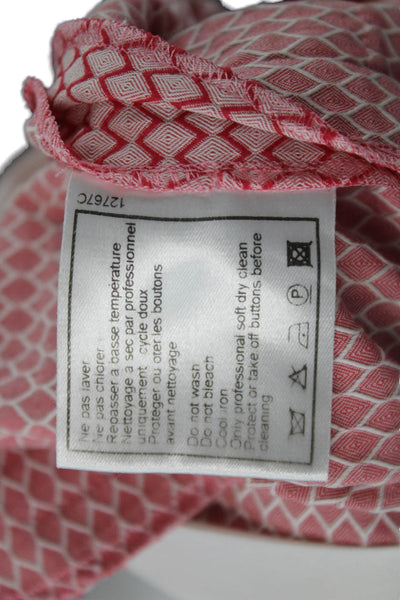 12767C
Ne pas laver
Ne pas chlorer
Repasser à basse température
Nettoyage à sec par professionnel
uniquement cycle doux
Protéger ou ôter les boutons
avant nettoyage
Do not wash
Do not bleach
Cool iron
Only professional soft dry clean
Protect or take off buttons before
cleaning
P